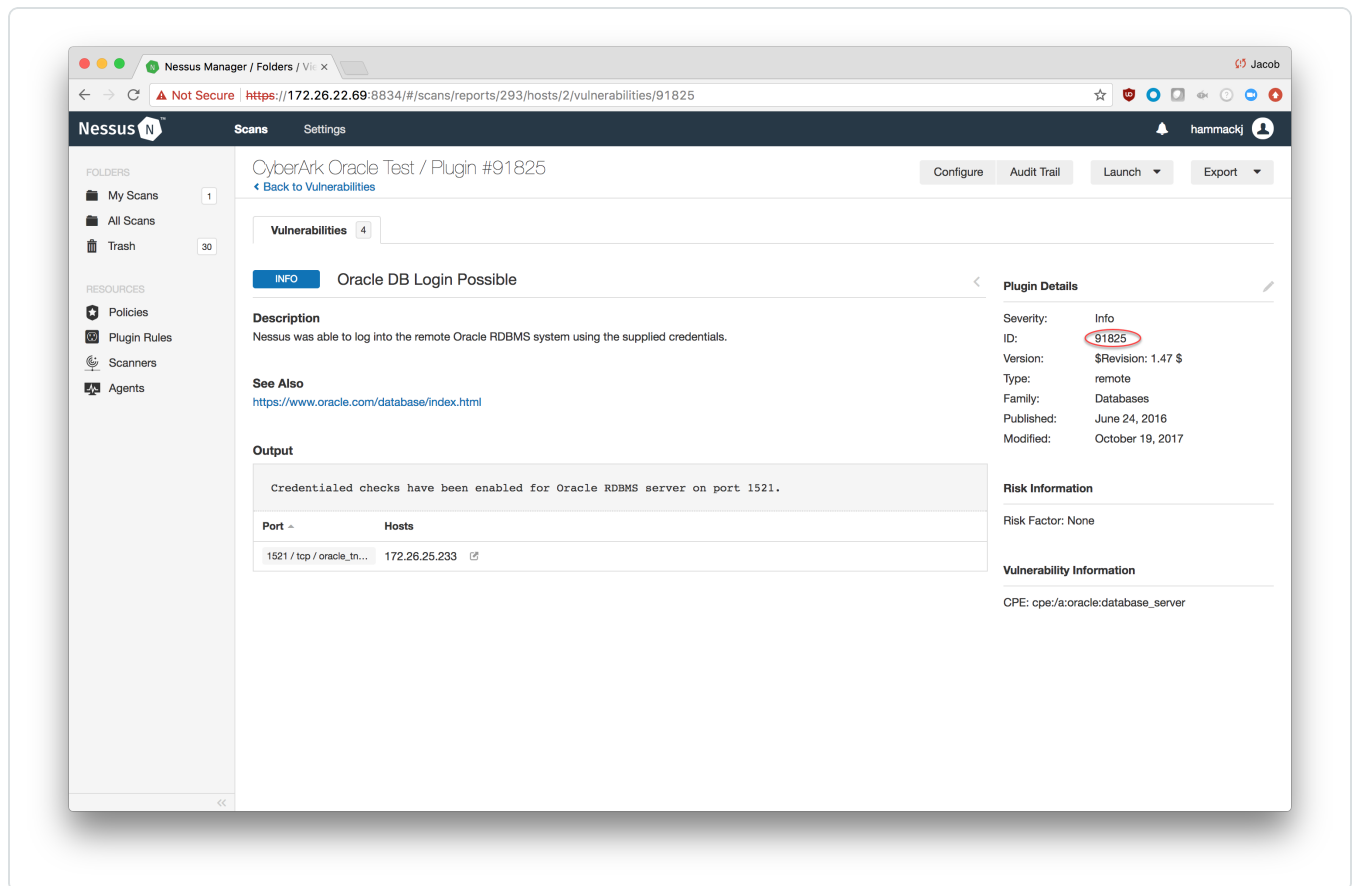 Nessus Manager / Folders / Vie
Jacob
Not Secure https://172.26.22.69:8834/#/scans/reports/293/hosts/2/vulnerabilities/91825
Nessus N ™ Scans Settings hammackj
FOLDERS
My Scans 1
All Scans
Trash 30
RESOURCES
Policies
Plugin Rules
Scanners
Agents
CyberArk Oracle Test / Plugin #91825
Back to Vulnerabilities
Configure Audit Trail Launch Export
Vulnerabilities 4
INFO Oracle DB Login Possible
Description
Nessus was able to log into the remote Oracle RDBMS system using the supplied credentials.
See Also
https://www.oracle.com/database/index.html
Output
Credentialed checks have been enabled for Oracle RDBMS server on port 1521.
Port Hosts
1521 / tcp / oracle_tn... 172.26.25.233
Plugin Details
Severity: Info
ID: 91825
Version: $Revision: 1.47 $
Type: remote
Family: Databases
Published: June 24, 2016
Modified: October 19, 2017
Risk Information
Risk Factor: None
Vulnerability Information
CPE: cpe:/a:oracle:database_server